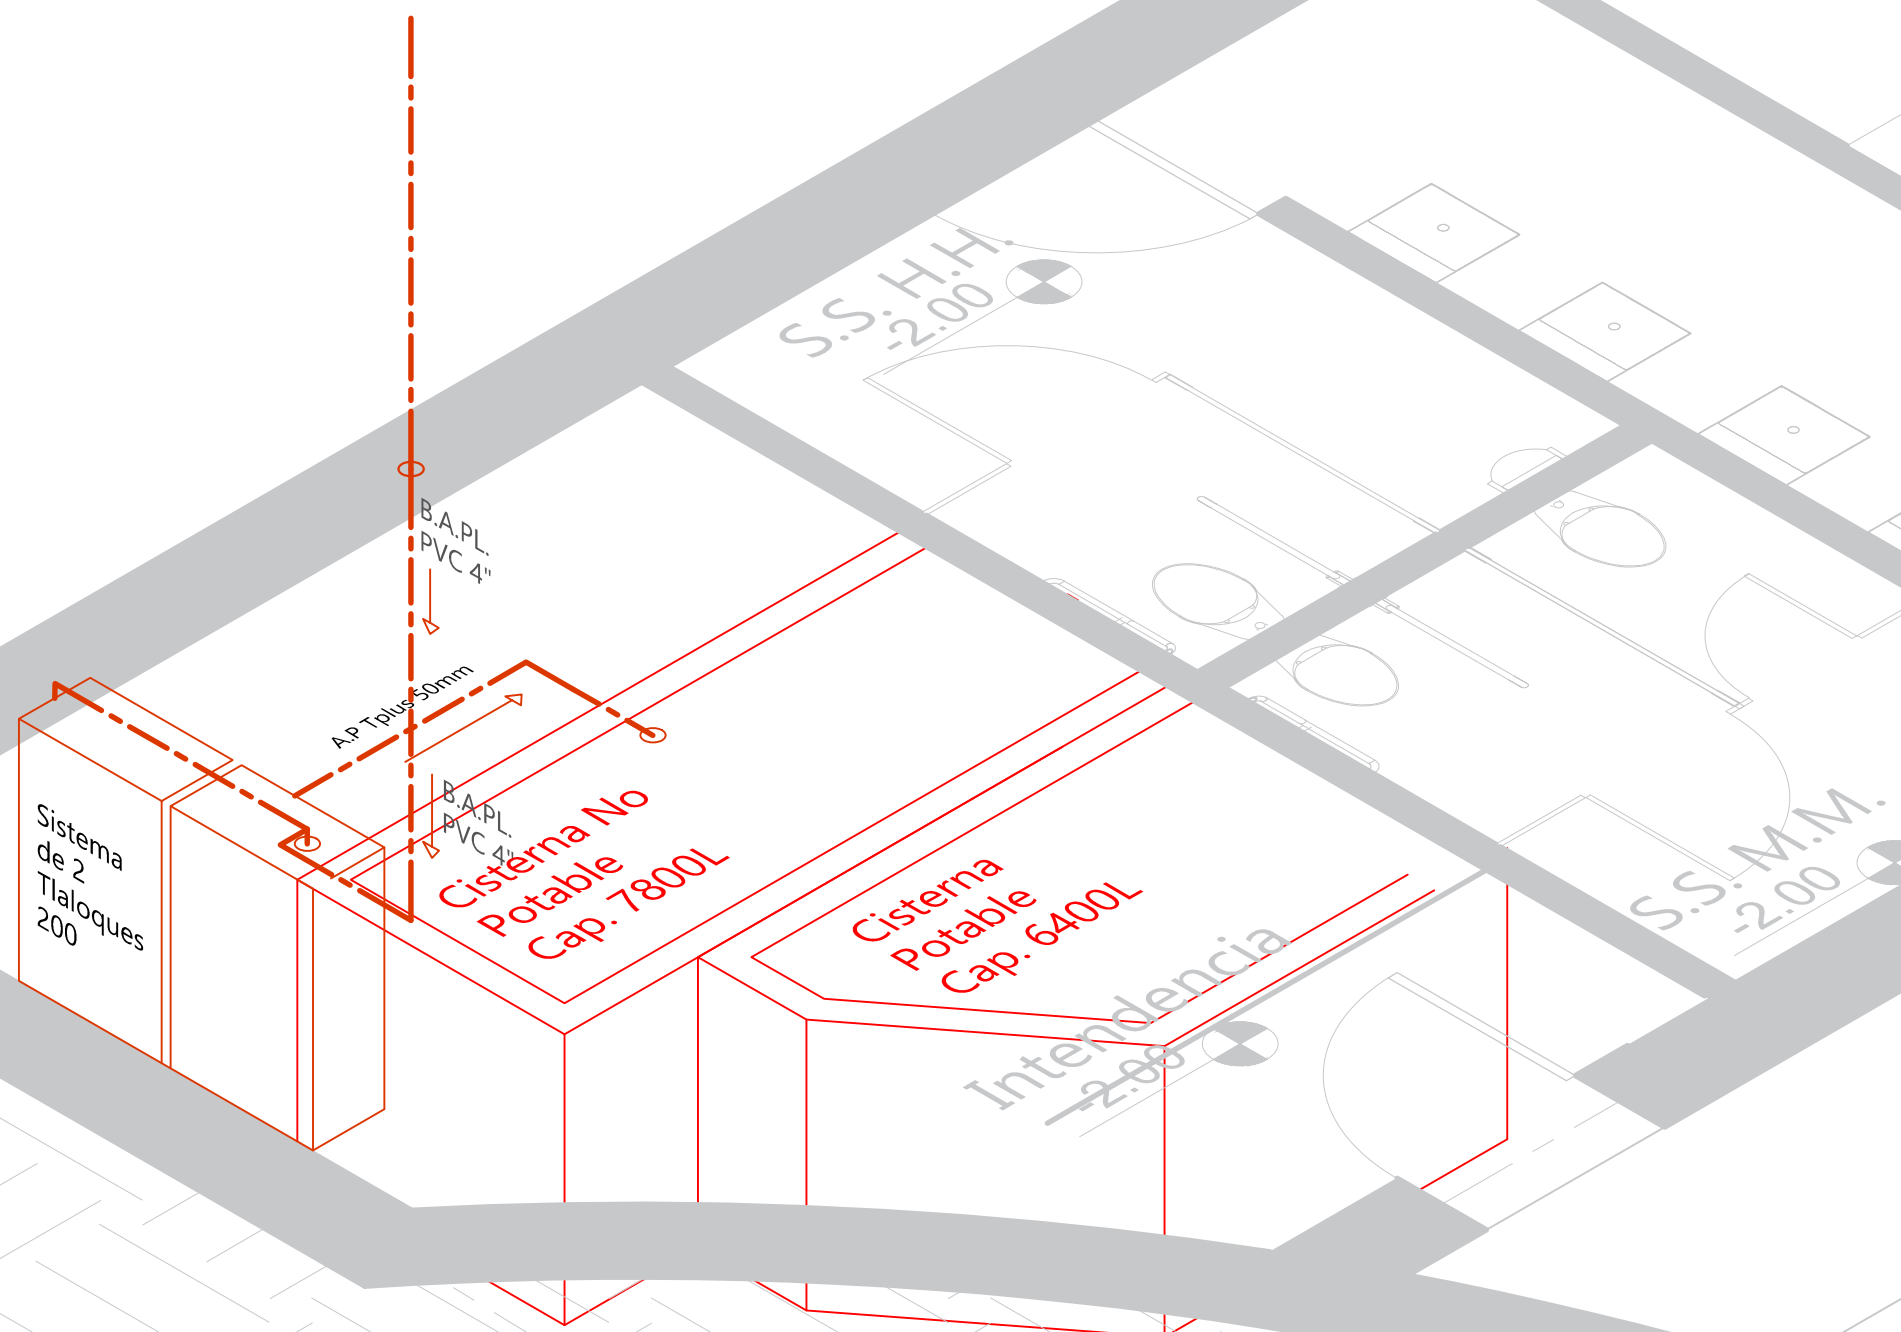 S.S. H.H.
-2.00
B.A.PL.
PVC 4"
A.P Tplus 50mm
B.A.PL.
PVC 4"
Sistema
de 2
Tlaloques
200
Cisterna No
Potable
Cap. 7800L
Cisterna
Potable
Cap. 6400L
S.S. M.M.
-2.00
Intendencia
-2.08